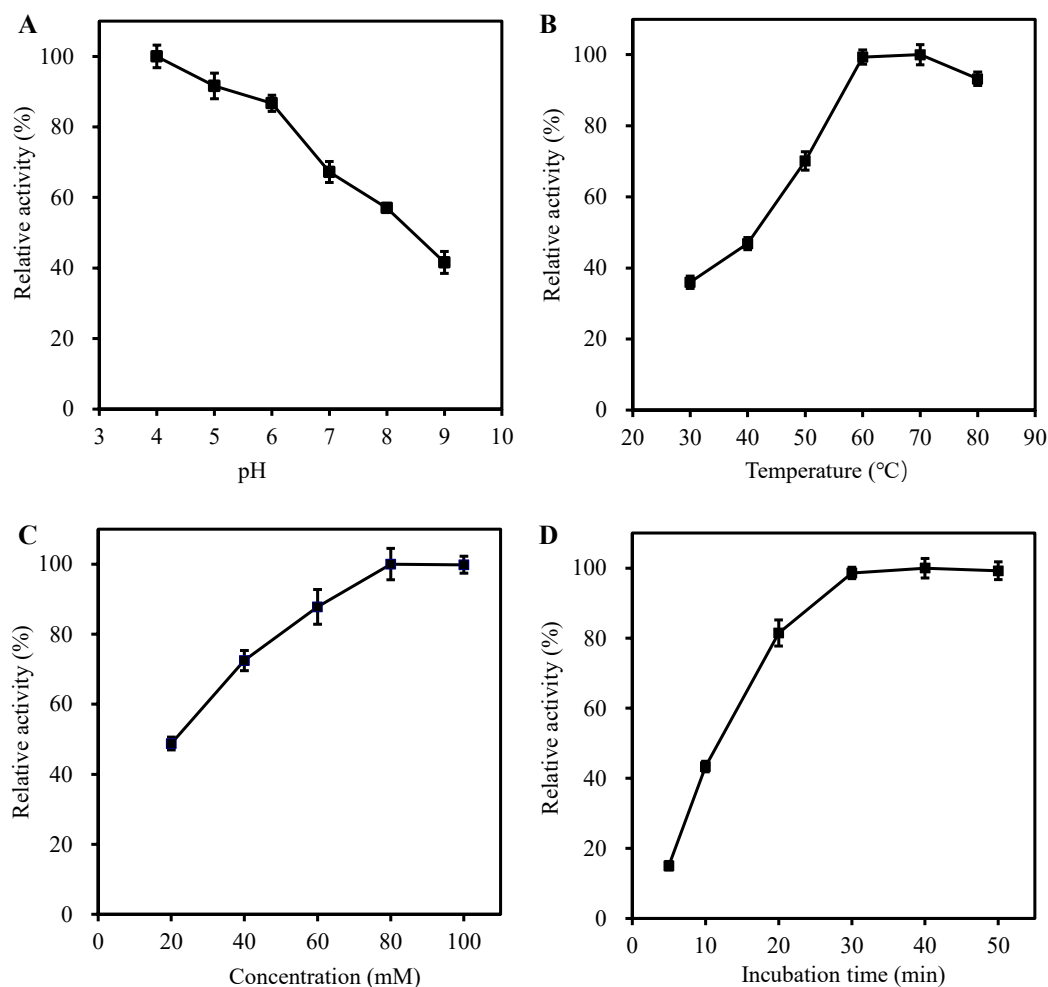 A
Relative activity (%)
100
80
60
40
20
0
3 4 5 6 7 8 9 10
pH
B
Relative activity (%)
100
80
60
40
20
0
20 30 40 50 60 70 80 90
Temperature (℃)
C
Relative activity (%)
100
80
60
40
20
0
0 20 40 60 80 100
Concentration (mM)
D
Relative activity (%)
100
80
60
40
20
0
0 10 20 30 40 50
Incubation time (min)